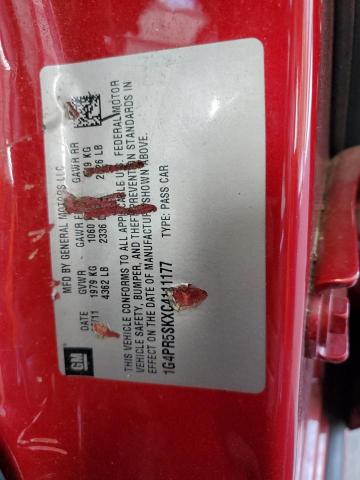 GM
MFD BY GENERAL MOTORS LLC
DATE GVWR GAWR GAWR RR
/11 1979 KG 1060 KG
4362 LB 2336 LB
THIS VEHICLE CONFORMS TO ALL APPLICABLE U.S. FEDERAL MOTOR
VEHICLE SAFETY, BUMPER, AND THEFT PREVENTION STANDARDS IN
EFFECT ON THE DATE OF MANUFACTURE SHOWN ABOVE.
TYPE: PASS CAR